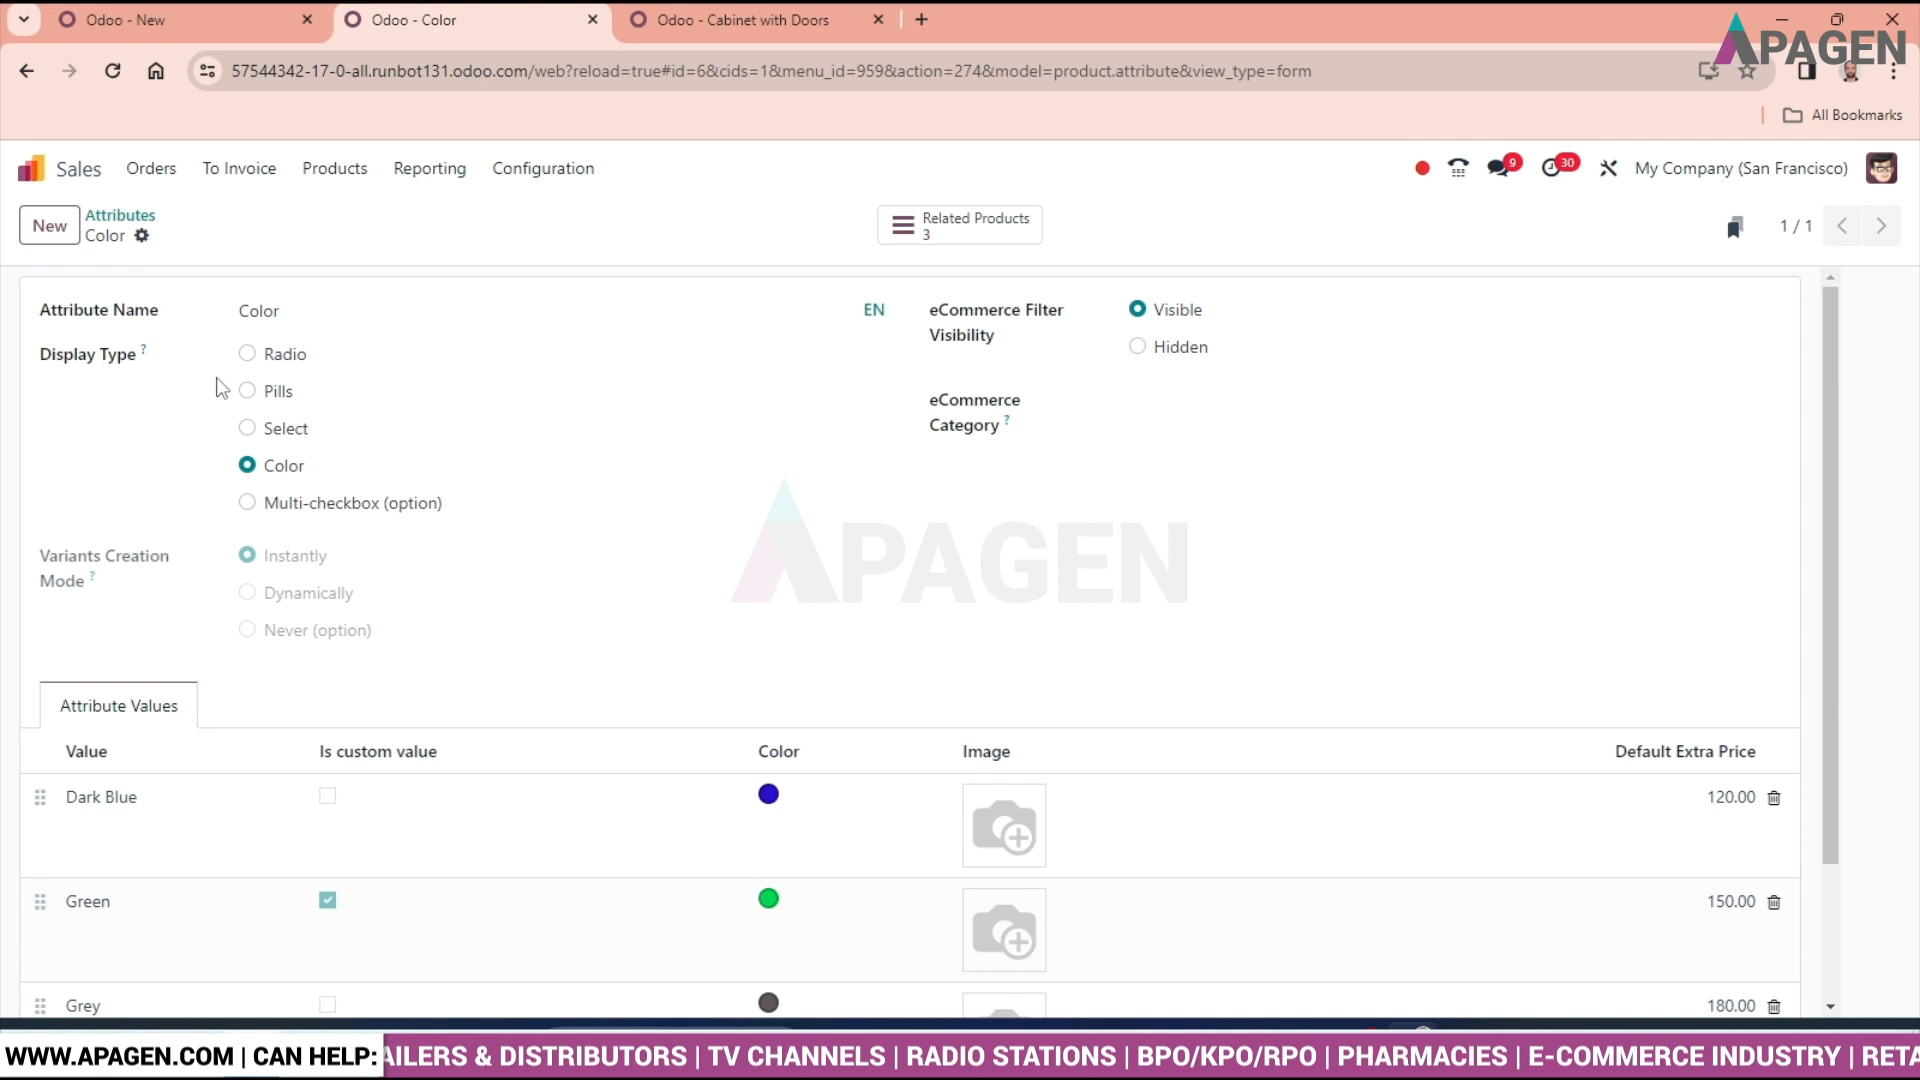 Odoo - New
Odoo - Color
Odoo - Cabinet with Doors
APAGEN
57544342-17-0-all.runbot131.odoo.com/web?reload=true#id=6&cids=1&menu_id=959&action=274&model=product.attribute&view_type=form
All Bookmarks
Sales Orders To Invoice Products Reporting Configuration
9 30 My Company (San Francisco)
New Attributes
Color
Related Products
3
1 / 1
Attribute Name Color EN
Display Type ?
Radio
Pills
Select
Color
Multi-checkbox (option)
Variants Creation
Mode ?
Instantly
Dynamically
Never (option)
eCommerce Filter
Visibility
Visible
Hidden
eCommerce
Category ?
APAGEN
Attribute Values
Value Is custom value Color Image Default Extra Price
Dark Blue 120.00
Green 150.00
Grey 180.00
WWW.APAGEN.COM | CAN HELP: AILERS & DISTRIBUTORS | TV CHANNELS | RADIO STATIONS | BPO/KPO/RPO | PHARMACIES | E-COMMERCE INDUSTRY | RETA